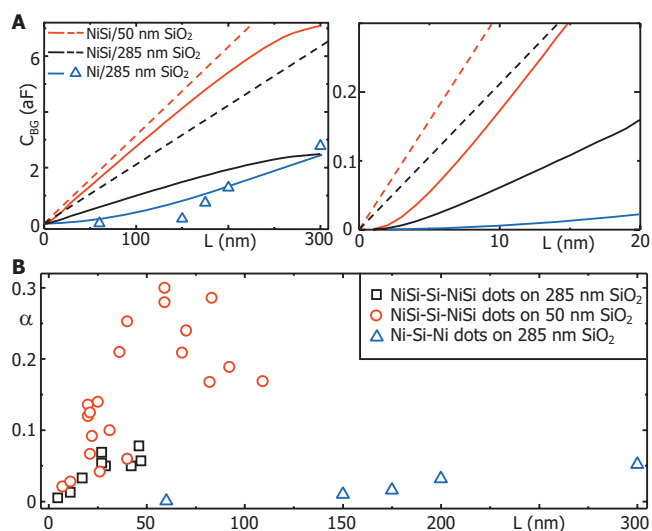 A
NiSi/50 nm SiO₂
NiSi/285 nm SiO₂
Ni/285 nm SiO₂
C_BG (aF)
6
4
2
0
0 100 200 300
L (nm)
0.2
0.1
0
0 10 20
L (nm)
B
NiSi-Si-NiSi dots on 285 nm SiO₂
NiSi-Si-NiSi dots on 50 nm SiO₂
Ni-Si-Ni dots on 285 nm SiO₂
α
0.3
0.2
0.1
0
0 50 100 150 200 250 300
L (nm)